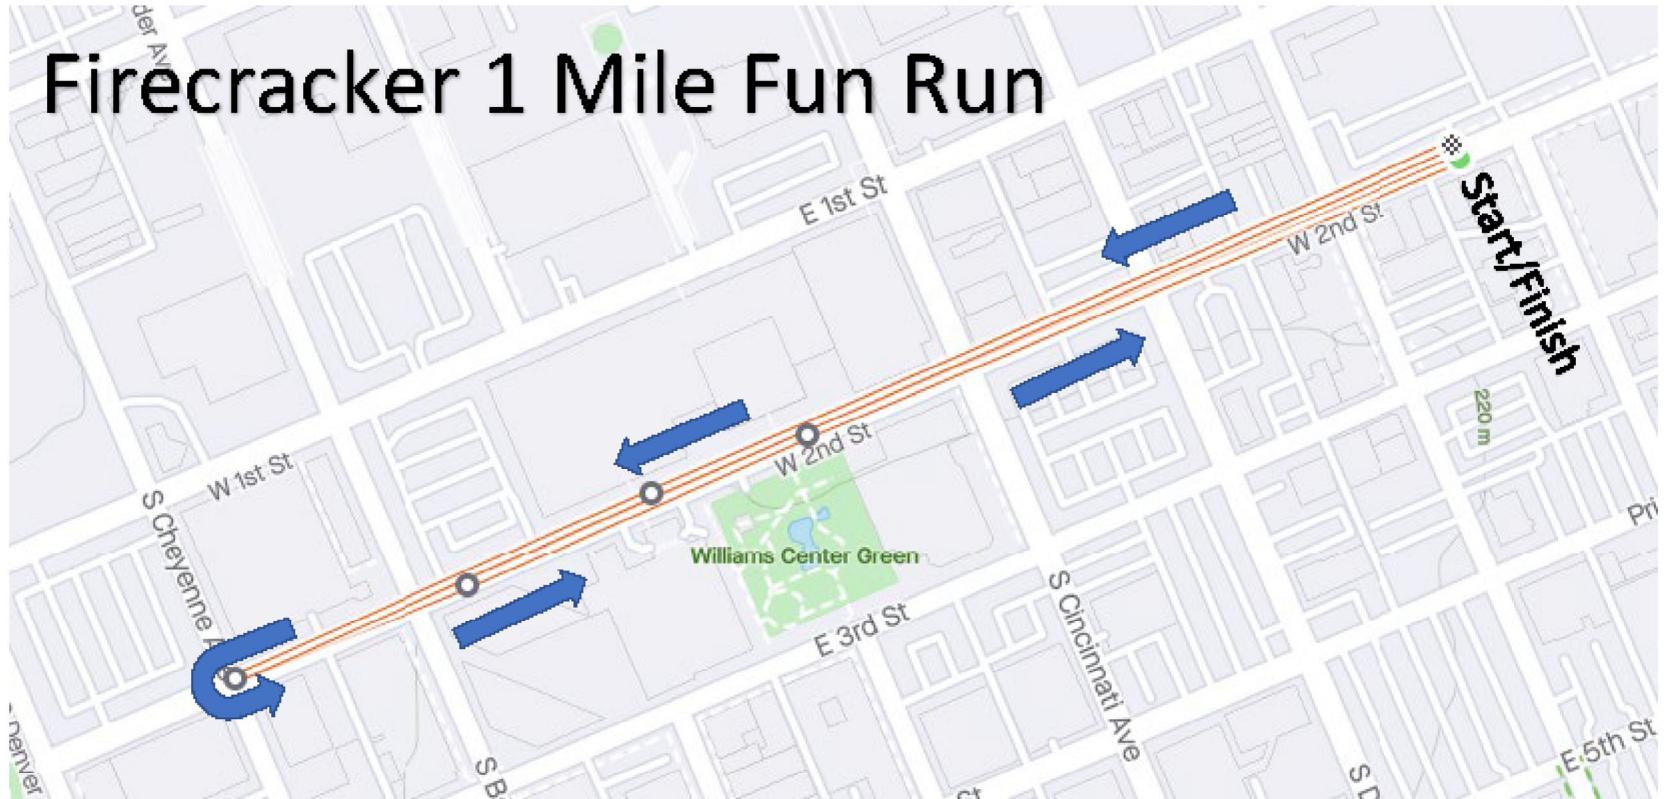 Firecracker 1 Mile Fun Run
E 1st St
W 2nd St
Start/Finish
220 m
W 2nd St
W 1st St
S Cheyenne
Williams Center Green
E 3rd St
S Cincinnati Ave
E 5th St
Denver